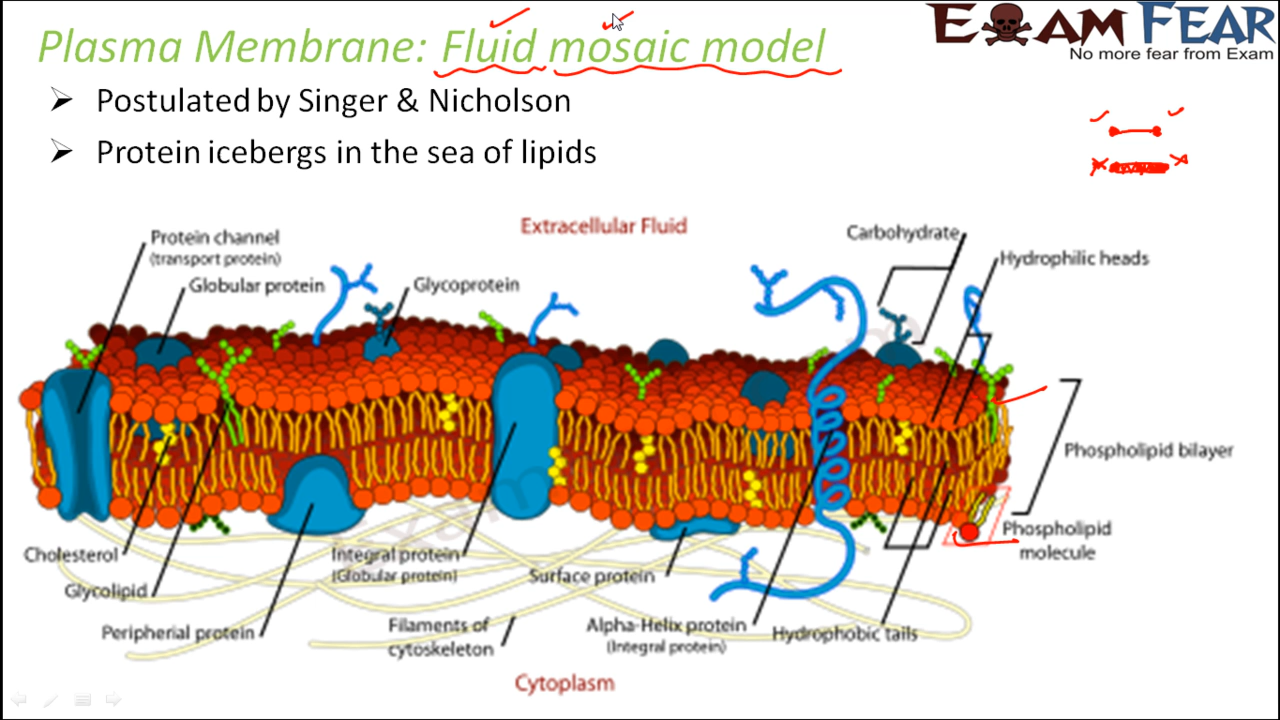 Plasma Membrane: Fluid mosaic model
EXAM FEAR
No more fear from Exam
➢ Postulated by Singer & Nicholson
➢ Protein icebergs in the sea of lipids
Extracellular Fluid
Protein channel
(transport protein)
Globular protein
Glycoprotein
Carbohydrate
Hydrophilic heads
Phospholipid bilayer
Phospholipid
molecule
Cholesterol
Glycolipid
Peripherial protein
Integral protein
(Globular protein)
Filaments of
cytoskeleton
Surface protein
Alpha-Helix protein
(Integral protein)
Hydrophobic tails
Cytoplasm